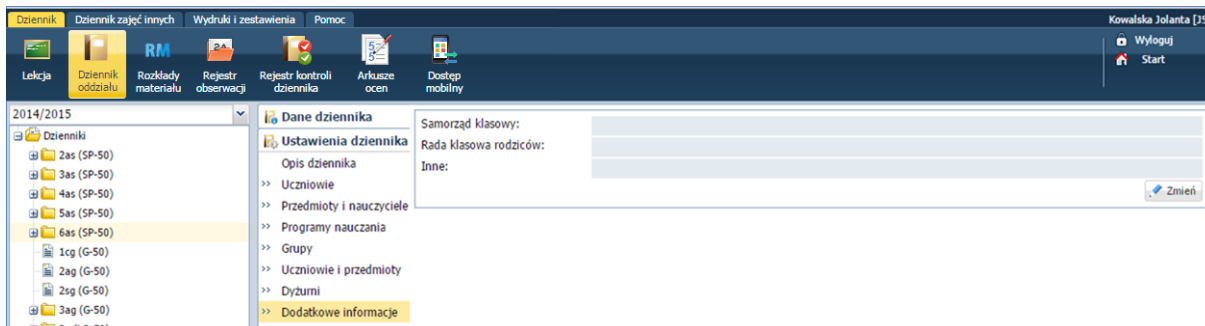 Dziennik Dziennik zajęć innych Wydruki i zestawienia Pomoc Kowalska Jolanta [JS
Wyloguj
Start
RM 2A
Lekcja Dziennik oddziału Rozkłady materiału Rejestr obserwacji Rejestr kontroli dziennika Arkusze ocen Dostęp mobilny
2014/2015
Dzienniki
2as (SP-50)
3as (SP-50)
4as (SP-50)
5as (SP-50)
6as (SP-50)
1cg (G-50)
2ag (G-50)
2sg (G-50)
3ag (G-50)
Dane dziennika
Ustawienia dziennika
Opis dziennika
>> Uczniowie
>> Przedmioty i nauczyciele
>> Programy nauczania
>> Grupy
>> Uczniowie i przedmioty
>> Dyżurni
>> Dodatkowe informacje
Samorząd klasowy:
Rada klasowa rodziców:
Inne:
Zmień